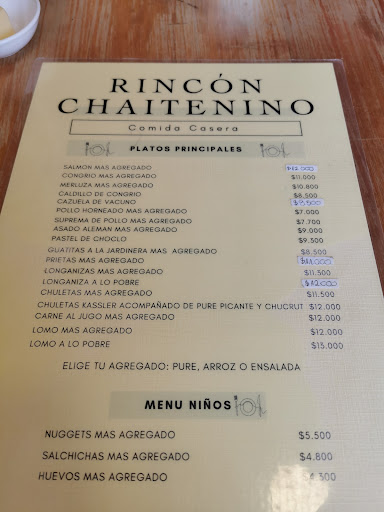 RINCÓN
CHAITENINO
Comida Casera
PLATOS PRINCIPALES
SALMON MAS AGREGADO $12.000
CONGRIO MAS AGREGADO $11.000
MERLUZA MAS AGREGADO $10.800
CALDILLO DE CONGRIO $8.500
CAZUELA DE VACUNO $9.500
POLLO HORNEADO MAS AGREGADO $7.000
SUPREMA DE POLLO MAS AGREGADO $7.700
ASADO ALEMAN MAS AGREGADO $9.000
PASTEL DE CHOCLO $9.500
GUATITAS A LA JARDINERA MAS AGREGADO $8.500
PRIETAS MAS AGREGADO
LONGANIZAS MAS AGREGADO $11.500
LONGANIZA A LO POBRE $12.000
CHULETAS MAS AGREGADO $11.500
CHULETAS KASSLER ACOMPAÑADO DE PURE PICANTE Y CHUCRUT $12.000
CARNE AL JUGO MAS AGREGADO $12.000
LOMO MAS AGREGADO $12.000
LOMO A LO POBRE $15.000
ELIGE TU AGREGADO: PURE, ARROZ O ENSALADA
MENU NIÑOS
NUGGETS MAS AGREGADO $5.500
SALCHICHAS MAS AGREGADO $4.800
HUEVOS MAS AGREGADO